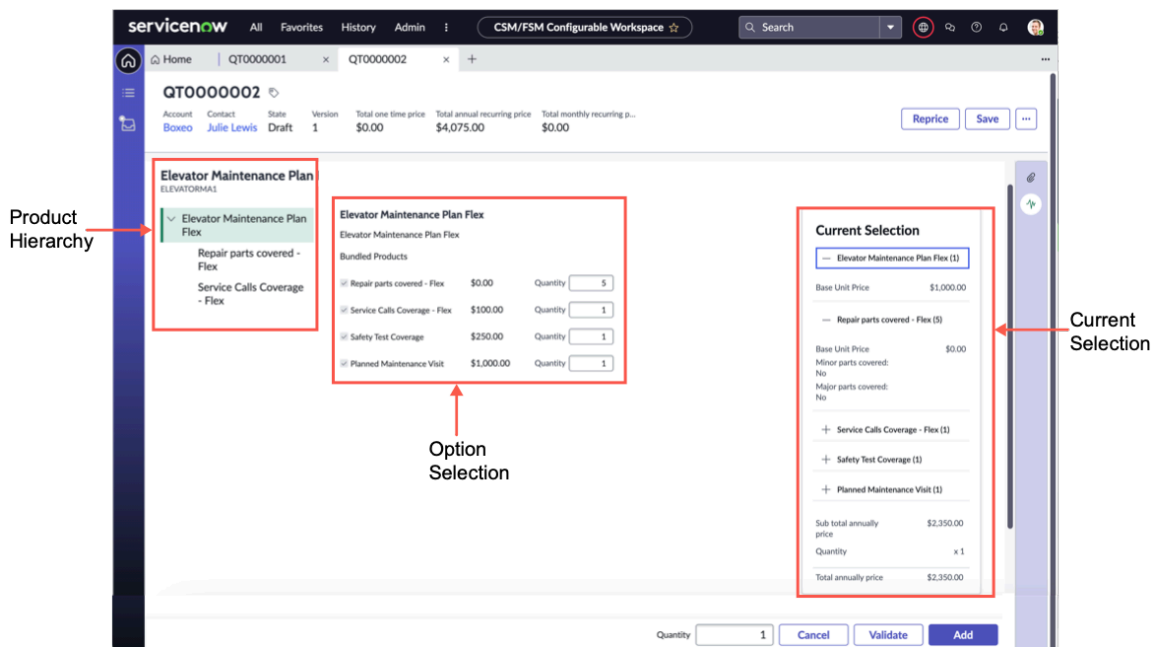 servicenow All Favorites History Admin CSM/FSM Configurable Workspace Search
Home QT0000001 × QT0000002 × +
QT0000002
Account Contact State Version Total one time price Total annual recurring price Total monthly recurring p...
Boxeo Julie Lewis Draft 1 $0.00 $4,075.00 $0.00
Reprice Save ...
Product
Hierarchy
Elevator Maintenance Plan
ELEVATORMA1
Elevator Maintenance Plan
Flex
Repair parts covered -
Flex
Service Calls Coverage
- Flex
Elevator Maintenance Plan Flex
Elevator Maintenance Plan Flex
Bundled Products
Repair parts covered - Flex $0.00 Quantity 5
Service Calls Coverage - Flex $100.00 Quantity 1
Safety Test Coverage $250.00 Quantity 1
Planned Maintenance Visit $1,000.00 Quantity 1
Option
Selection
Current Selection
— Elevator Maintenance Plan Flex (1)
Base Unit Price $1,000.00
— Repair parts covered - Flex (5)
Base Unit Price $0.00
Minor parts covered:
No
Major parts covered:
No
+ Service Calls Coverage - Flex (1)
+ Safety Test Coverage (1)
+ Planned Maintenance Visit (1)
Sub total annually $2,350.00
price
Quantity x 1
Total annually price $2,350.00
Current
Selection
Quantity 1 Cancel Validate Add